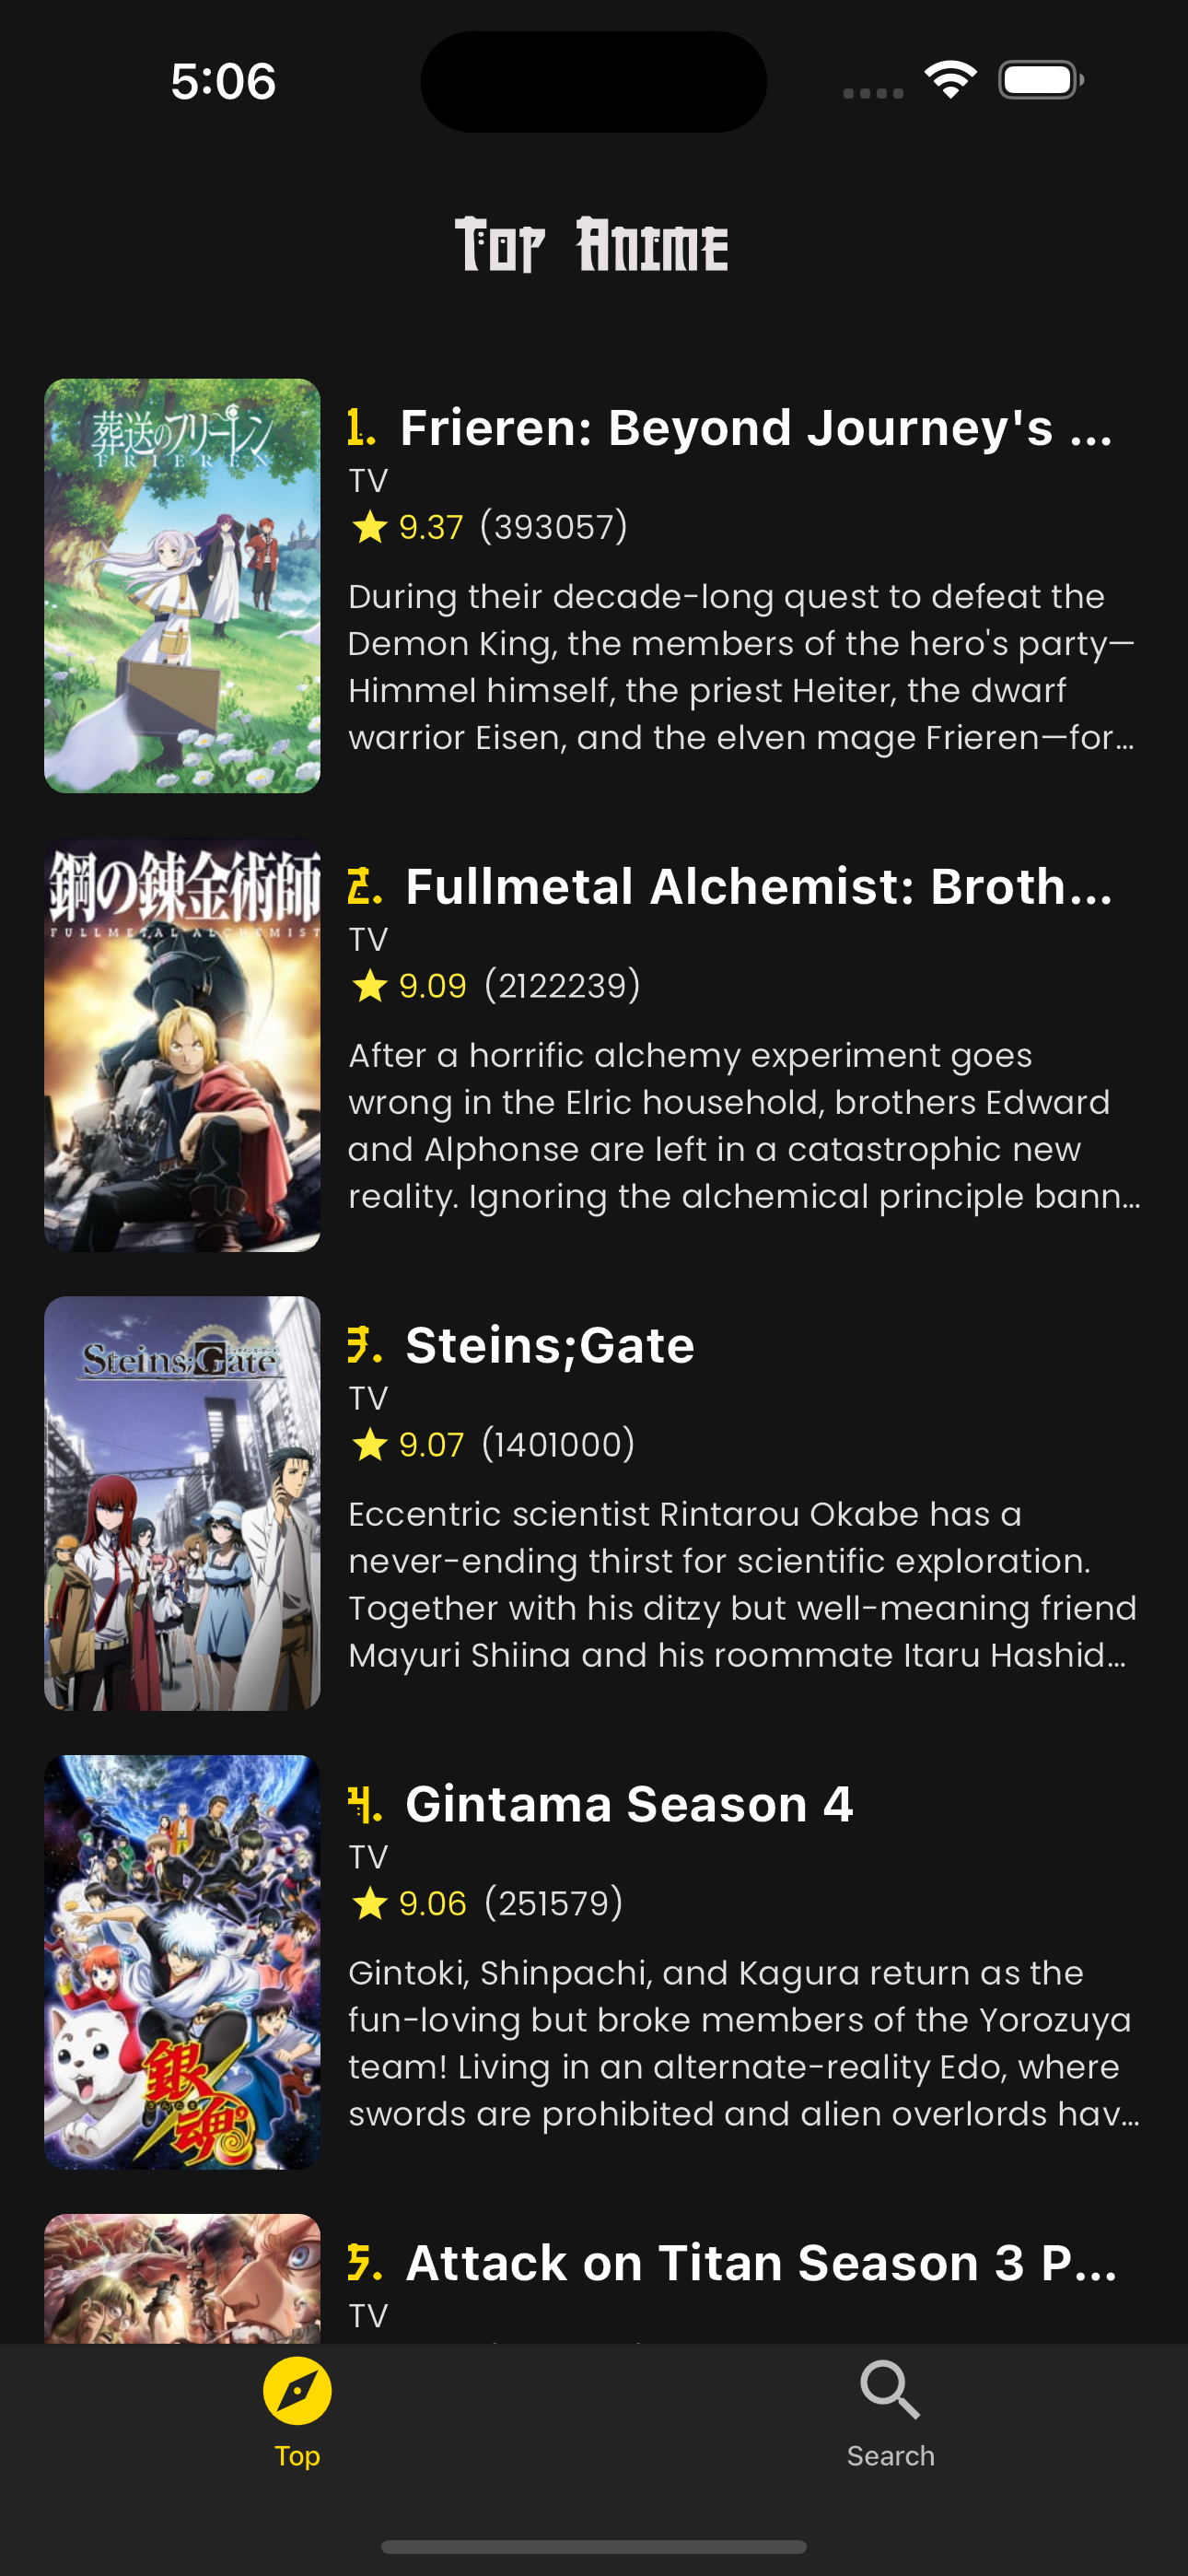 5:06
Top Anime
葬送のフリーレン
FRIEREN
1. Frieren: Beyond Journey's ...
TV
9.37 (393057)
During their decade-long quest to defeat the
Demon King, the members of the hero's party—
Himmel himself, the priest Heiter, the dwarf
warrior Eisen, and the elven mage Frieren—for...
鋼の錬金術師
FULLMETAL ALCHEMIST
2. Fullmetal Alchemist: Broth...
TV
9.09 (2122239)
After a horrific alchemy experiment goes
wrong in the Elric household, brothers Edward
and Alphonse are left in a catastrophic new
reality. Ignoring the alchemical principle bann...
Steins;Gate
3. Steins;Gate
TV
9.07 (1401000)
Eccentric scientist Rintarou Okabe has a
never-ending thirst for scientific exploration.
Together with his ditzy but well-meaning friend
Mayuri Shiina and his roommate Itaru Hashid...
銀魂
4. Gintama Season 4
TV
9.06 (251579)
Gintoki, Shinpachi, and Kagura return as the
fun-loving but broke members of the Yorozuya
team! Living in an alternate-reality Edo, where
swords are prohibited and alien overlords hav...
5. Attack on Titan Season 3 P...
TV
Top
Search